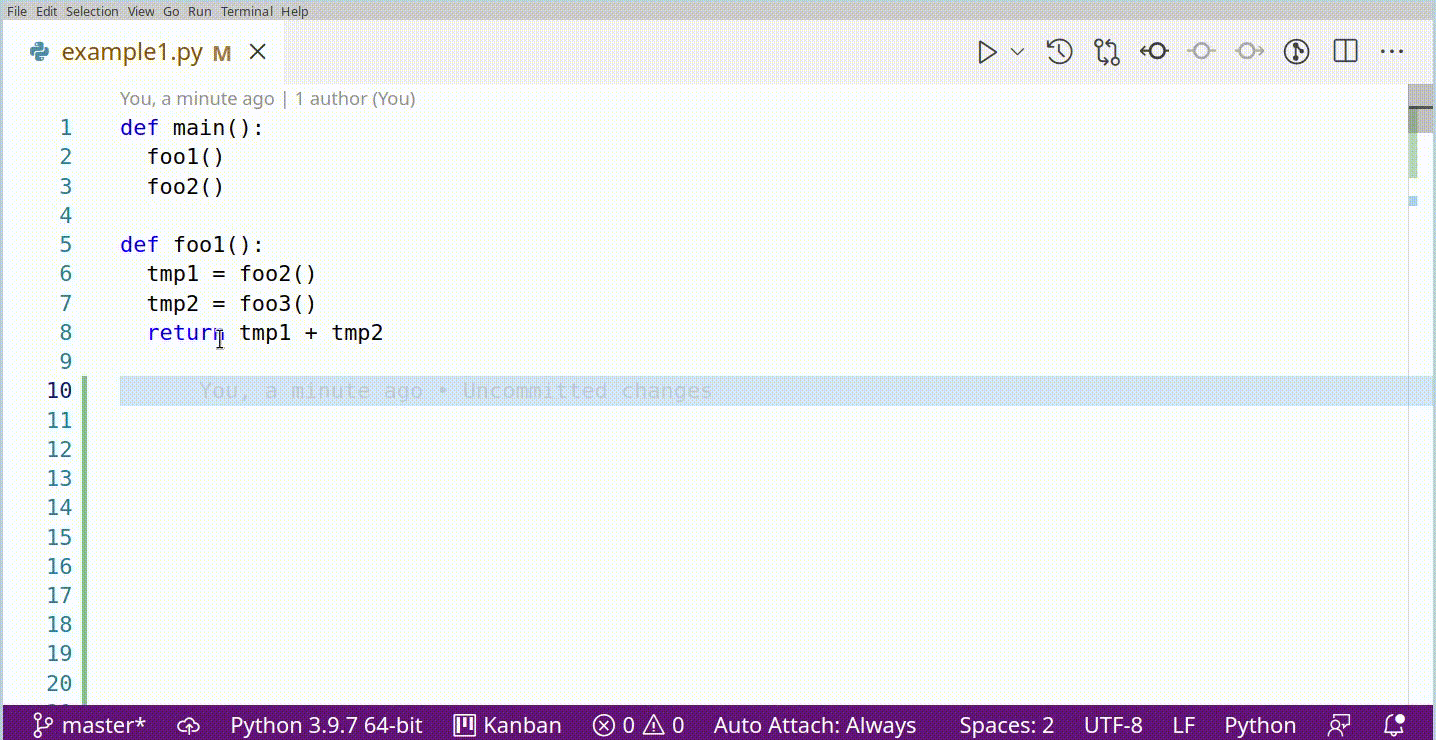 File Edit Selection View Go Run Terminal Help
example1.py M
You, a minute ago | 1 author (You)
1 def main():
2   foo1()
3   foo2()
4
5 def foo1():
6   tmp1 = foo2()
7   tmp2 = foo3()
8   return tmp1 + tmp2
9
10 You, a minute ago • Uncommitted changes
11
12
13
14
15
16
17
18
19
20
master* Python 3.9.7 64-bit Kanban 0 0 Auto Attach: Always Spaces: 2 UTF-8 LF Python